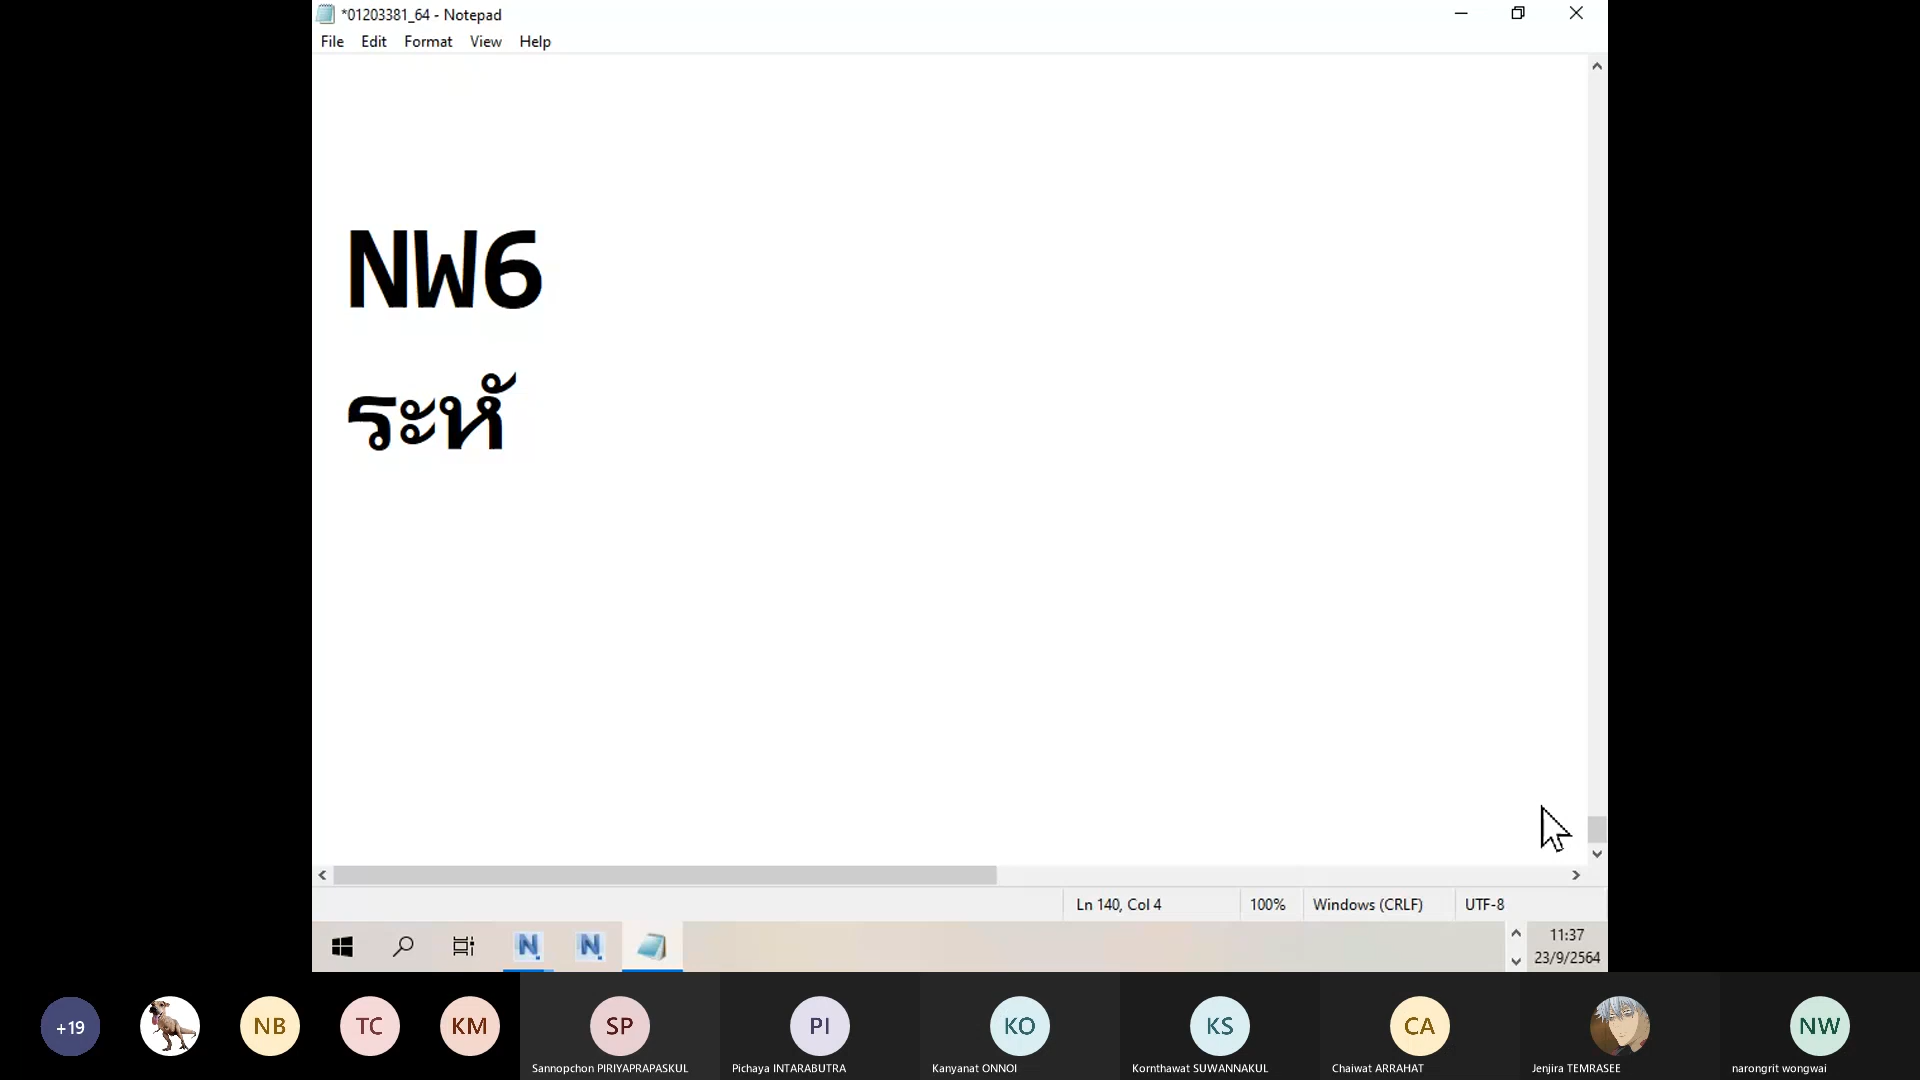 *01203381_64 - Notepad
File Edit Format View Help
NW6
ระหั
Ln 140, Col 4 100% Windows (CRLF) UTF-8
11:37
23/9/2564
+19 NB TC KM SP PI KO KS CA NW
Sannopchon PIRIYAPRAPASKUL Pichaya INTARABUTRA Kanyanat ONNOI Kornthawat SUWANNAKUL Chaiwat ARRAHAT Jenjira TEMRASEE narongrit wongwai